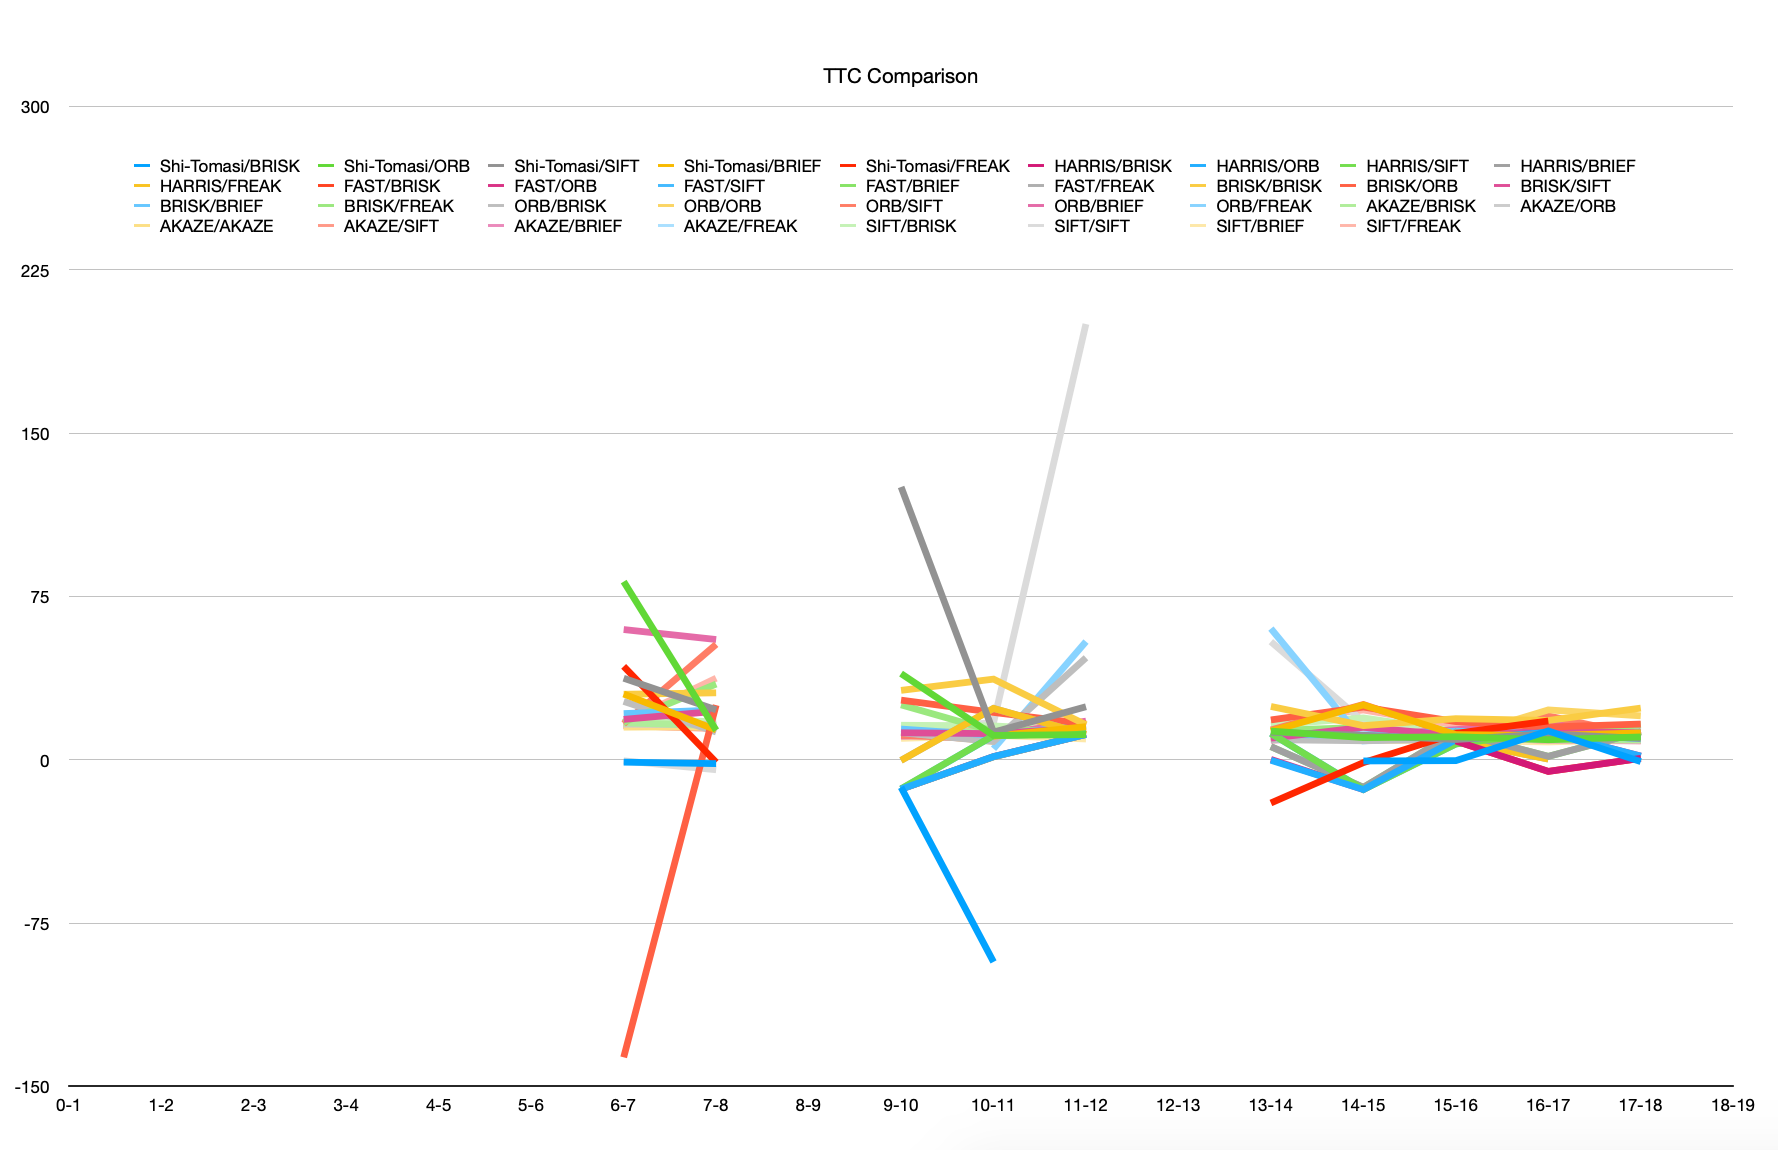 TTC Comparison
300
Shi-Tomasi/BRISK Shi-Tomasi/ORB Shi-Tomasi/SIFT Shi-Tomasi/BRIEF Shi-Tomasi/FREAK HARRIS/BRISK HARRIS/ORB HARRIS/SIFT HARRIS/BRIEF
HARRIS/FREAK FAST/BRISK FAST/ORB FAST/SIFT FAST/BRIEF FAST/FREAK BRISK/BRISK BRISK/ORB BRISK/SIFT
BRISK/BRIEF BRISK/FREAK ORB/BRISK ORB/ORB ORB/SIFT ORB/BRIEF ORB/FREAK AKAZE/BRISK AKAZE/ORB
AKAZE/AKAZE AKAZE/SIFT AKAZE/BRIEF AKAZE/FREAK SIFT/BRISK SIFT/SIFT SIFT/BRIEF SIFT/FREAK
225
150
75
0
-75
-150
0-1 1-2 2-3 3-4 4-5 5-6 6-7 7-8 8-9 9-10 10-11 11-12 12-13 13-14 14-15 15-16 16-17 17-18 18-19